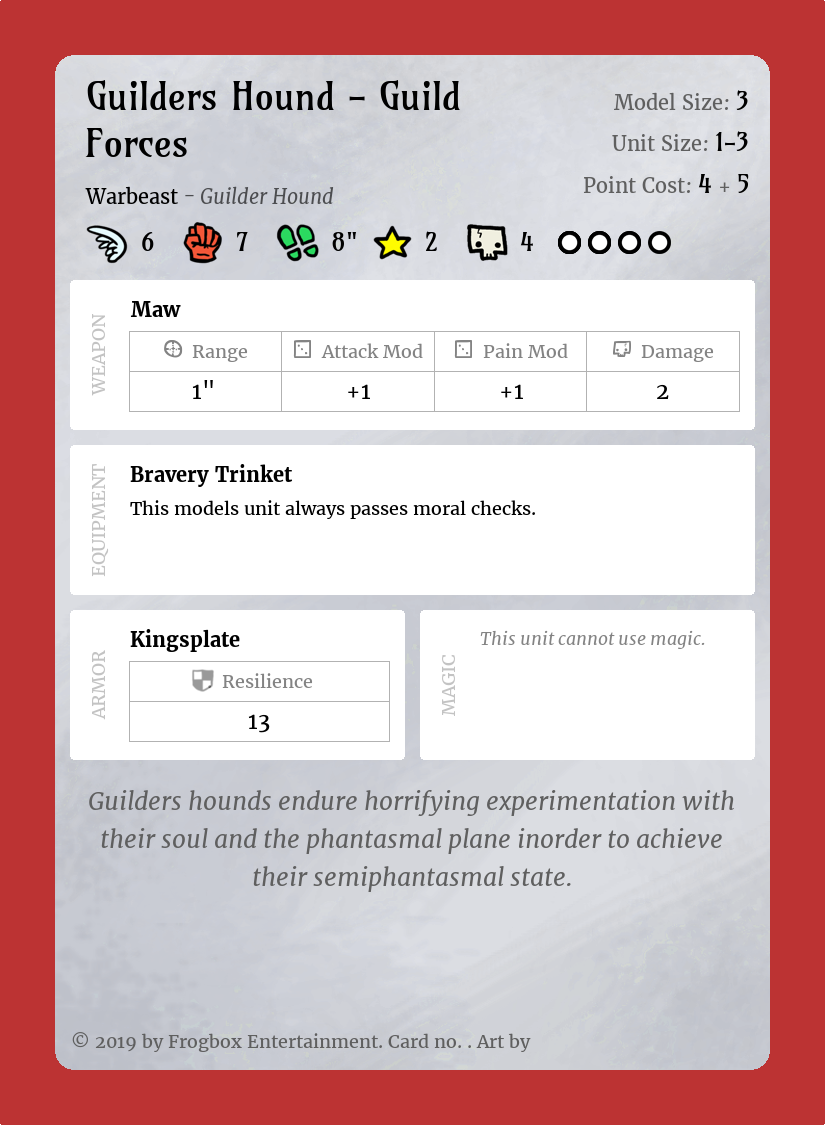 Guilders Hound – Guild
Forces
Model Size: 3
Unit Size: 1–3
Point Cost: 4 + 5
Warbeast – Guilder Hound
6 7 8" 2 4
WEAPON
Maw
Range Attack Mod Pain Mod Damage
1" +1 +1 2
EQUIPMENT
Bravery Trinket
This models unit always passes moral checks.
ARMOR
Kingsplate
Resilience
13
MAGIC
This unit cannot use magic.
Guilders hounds endure horrifying experimentation with
their soul and the phantasmal plane inorder to achieve
their semiphantasmal state.
© 2019 by Frogbox Entertainment. Card no. . Art by